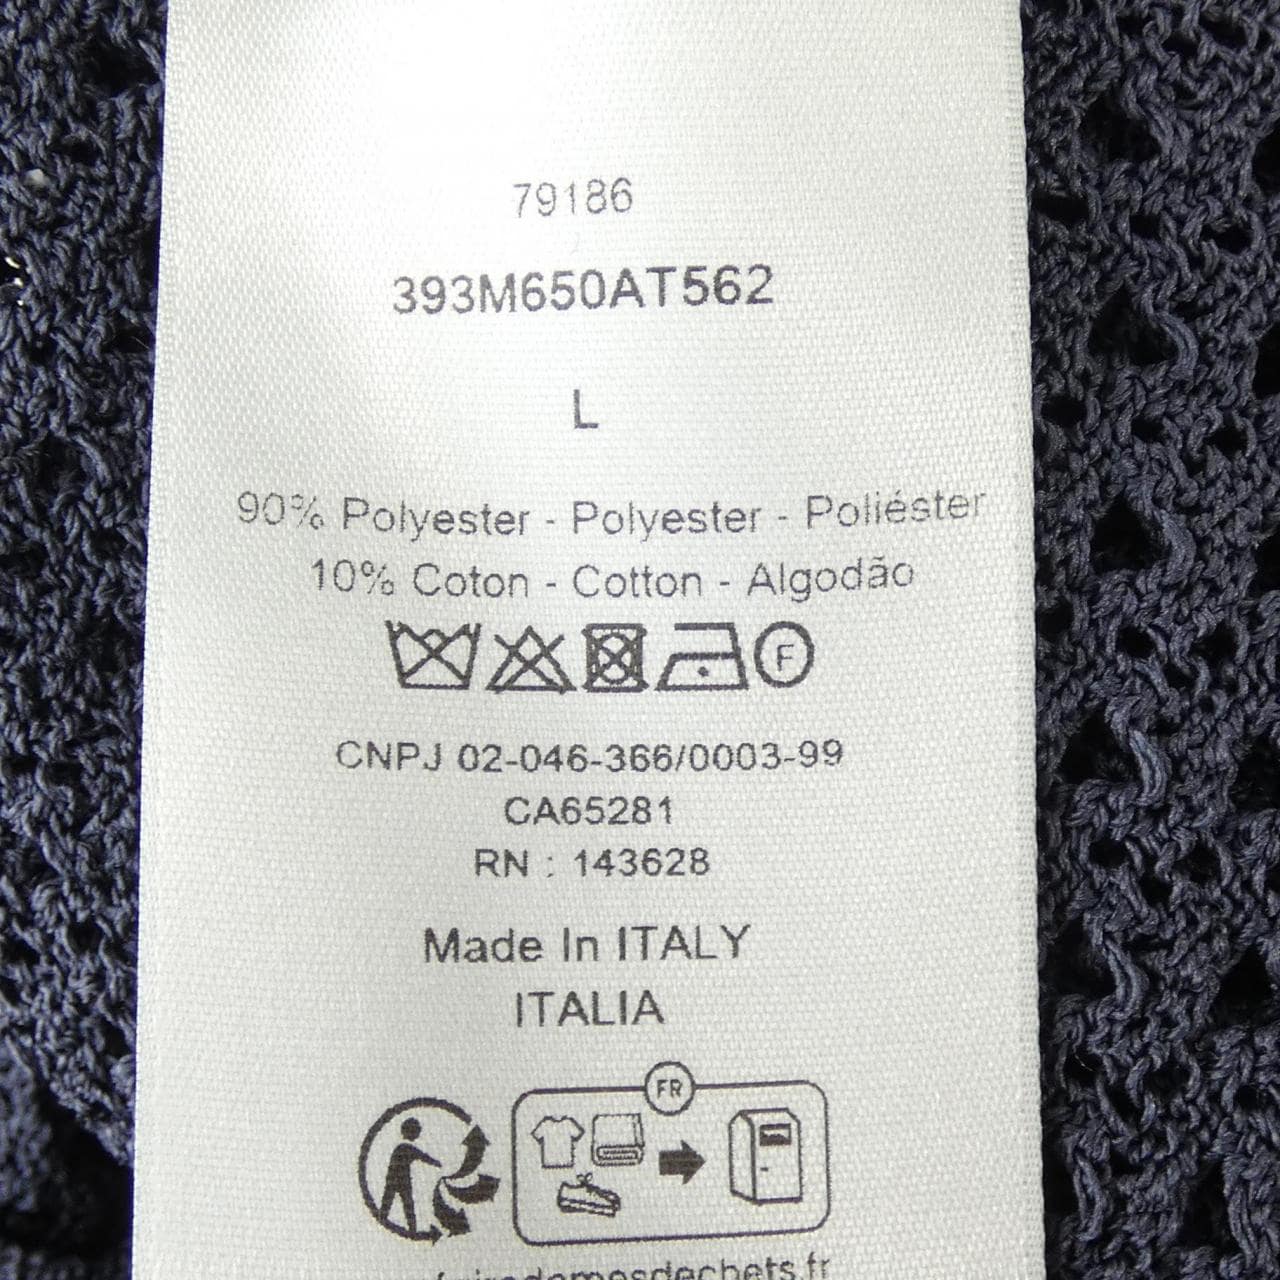 79186
393M650AT562
L
90% Polyester - Polyester - Poliéster
10% Coton - Cotton - Algodão
F
CNPJ 02-046-366/0003-99
CA65281
RN : 143628
Made In ITALY
ITALIA
FR